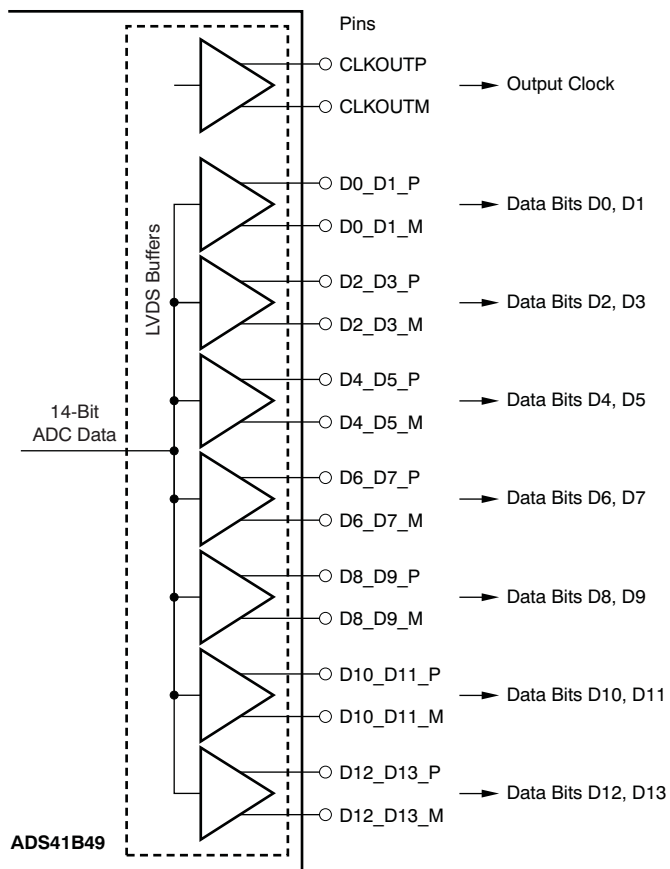 Pins
CLKOUTP
CLKOUTM
Output Clock
D0_D1_P
D0_D1_M
Data Bits D0, D1
LVDS Buffers
D2_D3_P
D2_D3_M
Data Bits D2, D3
D4_D5_P
D4_D5_M
Data Bits D4, D5
14-Bit
ADC Data
D6_D7_P
D6_D7_M
Data Bits D6, D7
D8_D9_P
D8_D9_M
Data Bits D8, D9
D10_D11_P
D10_D11_M
Data Bits D10, D11
D12_D13_P
D12_D13_M
Data Bits D12, D13
ADS41B49